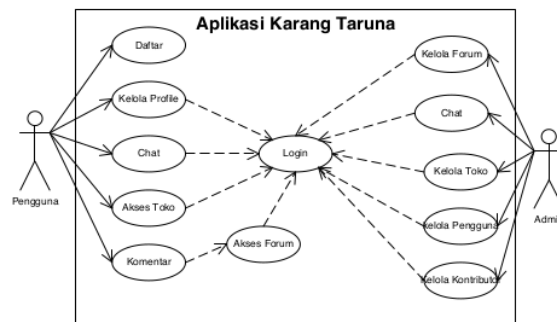 Aplikasi Karang Taruna
Daftar
Kelola Profile
Chat
Akses Toko
Komentar
Akses Forum
Login
Kelola Forum
Chat
Kelola Toko
kelola Pengguna
Kelola Kontributor
Pengguna
Admi